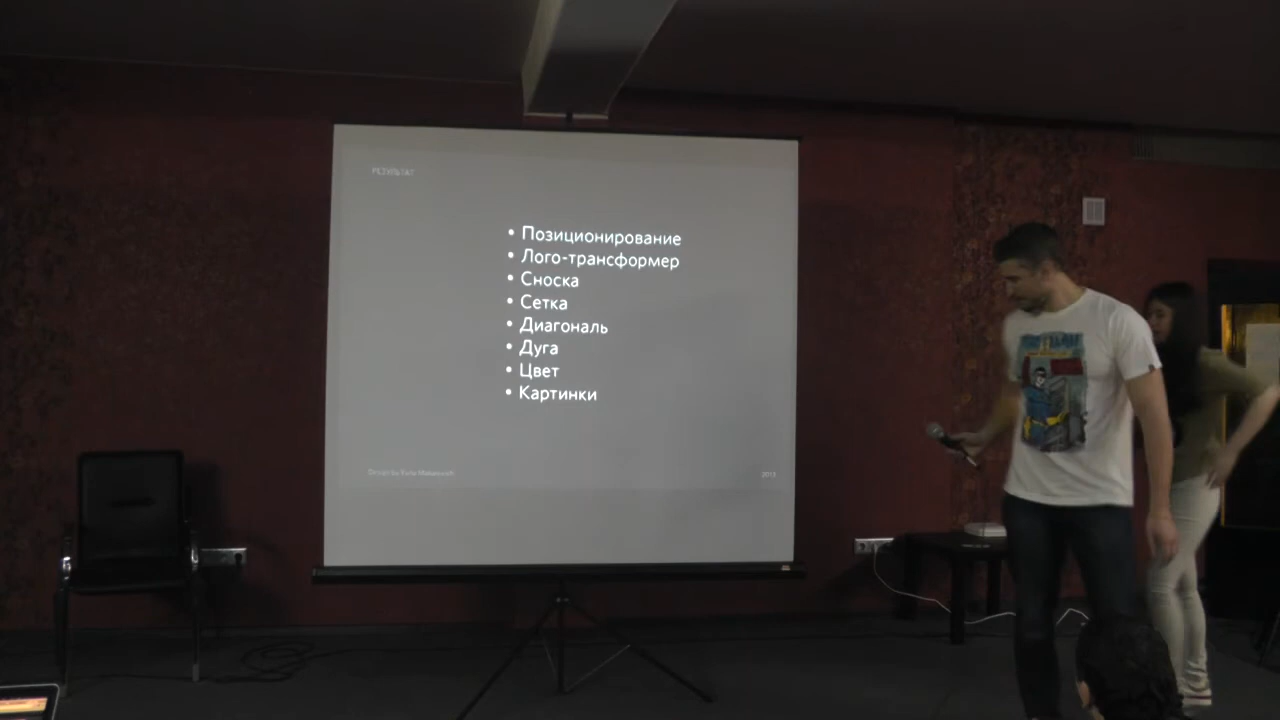 РЕЗУЛЬТАТ
• Позиционирование
• Лого-трансформер
• Сноска
• Сетка
• Диагональ
• Дуга
• Цвет
• Картинки
2013